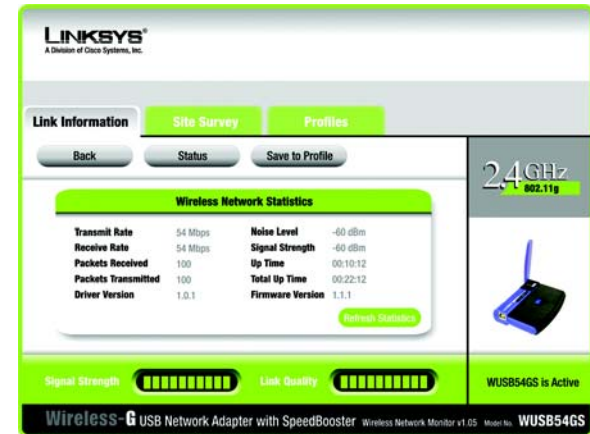 LINKSYS®
A Division of Cisco Systems, Inc.
Link Information Site Survey Profiles
Back Status Save to Profile
2,4GHz
802.11g
Wireless Network Statistics
Transmit Rate 54 Mbps Noise Level -60 dBm
Receive Rate 54 Mbps Signal Strength -60 dBm
Packets Received 100 Up Time 00:10:12
Packets Transmitted 100 Total Up Time 00:22:12
Driver Version 1.0.1 Firmware Version 1.1.1
Refresh Statistics
Signal Strength Link Quality WUSB54GS is Active
Wireless-G USB Network Adapter with SpeedBooster Wireless Network Monitor v1.05 Model No. WUSB54GS